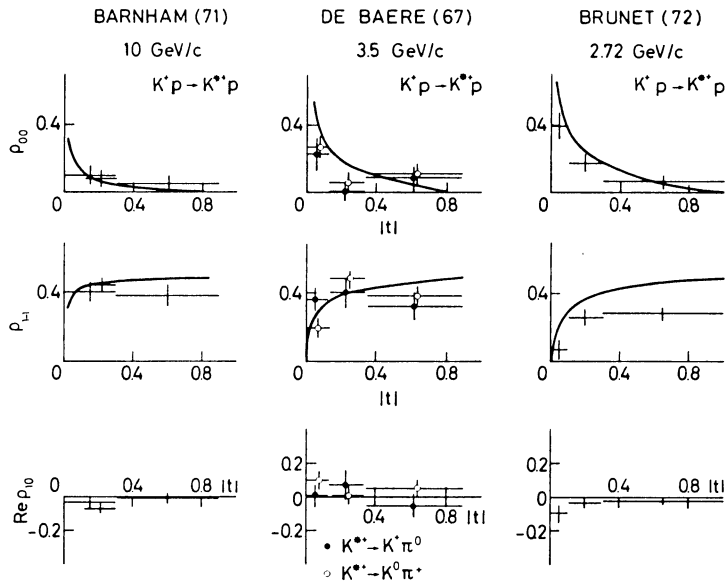 BARNHAM (71) DE BAERE (67) BRUNET (72)
10 GeV/c 3.5 GeV/c 2.72 GeV/c
K⁺p → K*⁺p K⁺p → K*⁺p K⁺p → K*⁺p
ρ₀₀ 0.4 0.4 0.4
0 0.4 0.8 0 0.4 0.8 0 0.4 0.8
|t|
ρ₁₋₁ 0.4 0.4 0.4
0 0.4 0.8 0 0.4 0.8 0 0.4 0.8
|t|
Re ρ₁₀ 0 0.4 0.8 |t| 0.2 0.2 0.4 0.8 |t|
-0.2 0 0.4 0.8 |t| 0
-0.2 -0.2
• K*⁺→ K⁺π⁰
○ K*⁺→ K⁰π⁺